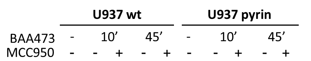 U937 wt U937 pyrin
BAA473 - 10′ 45′ - 10′ 45′
MCC950 - - + - + - - + - +